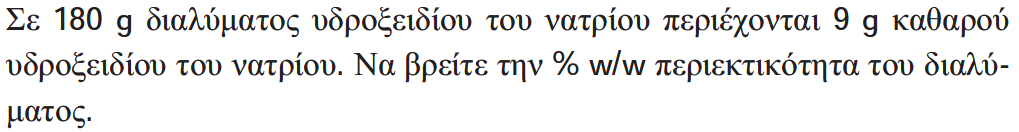 Σε 180 g διαλύματος υδροξειδίου του νατρίου περιέχονται 9 g καθαρού
υδροξειδίου του νατρίου. Να βρείτε την % w/w περιεκτικότητα του διαλύ-
ματος.